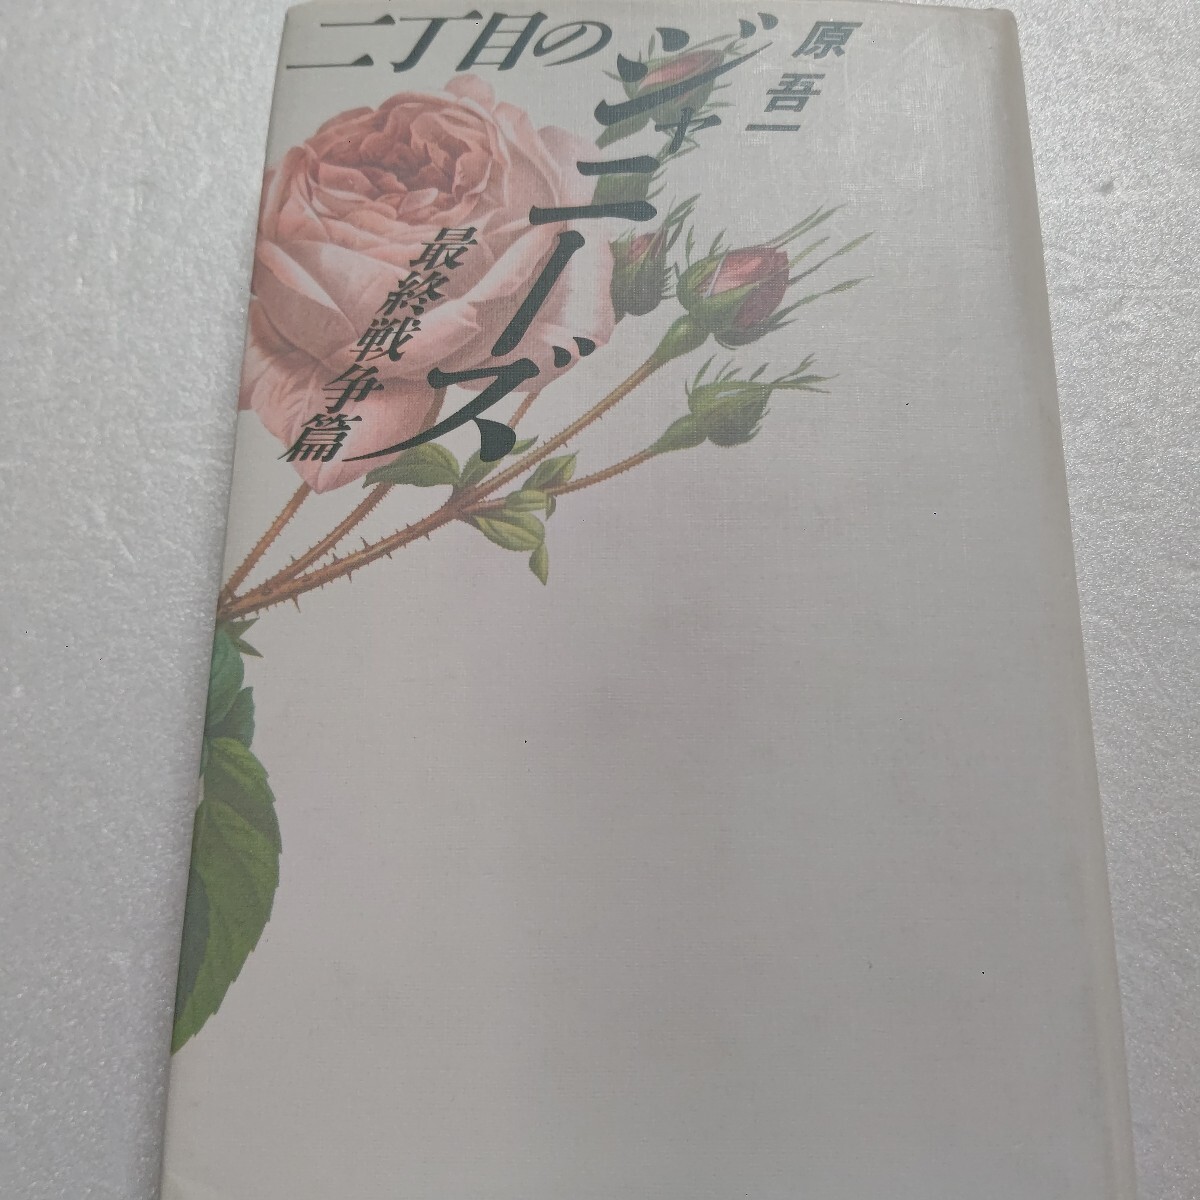 二丁目の
ジャニーズ
最終戦争篇
原吾一